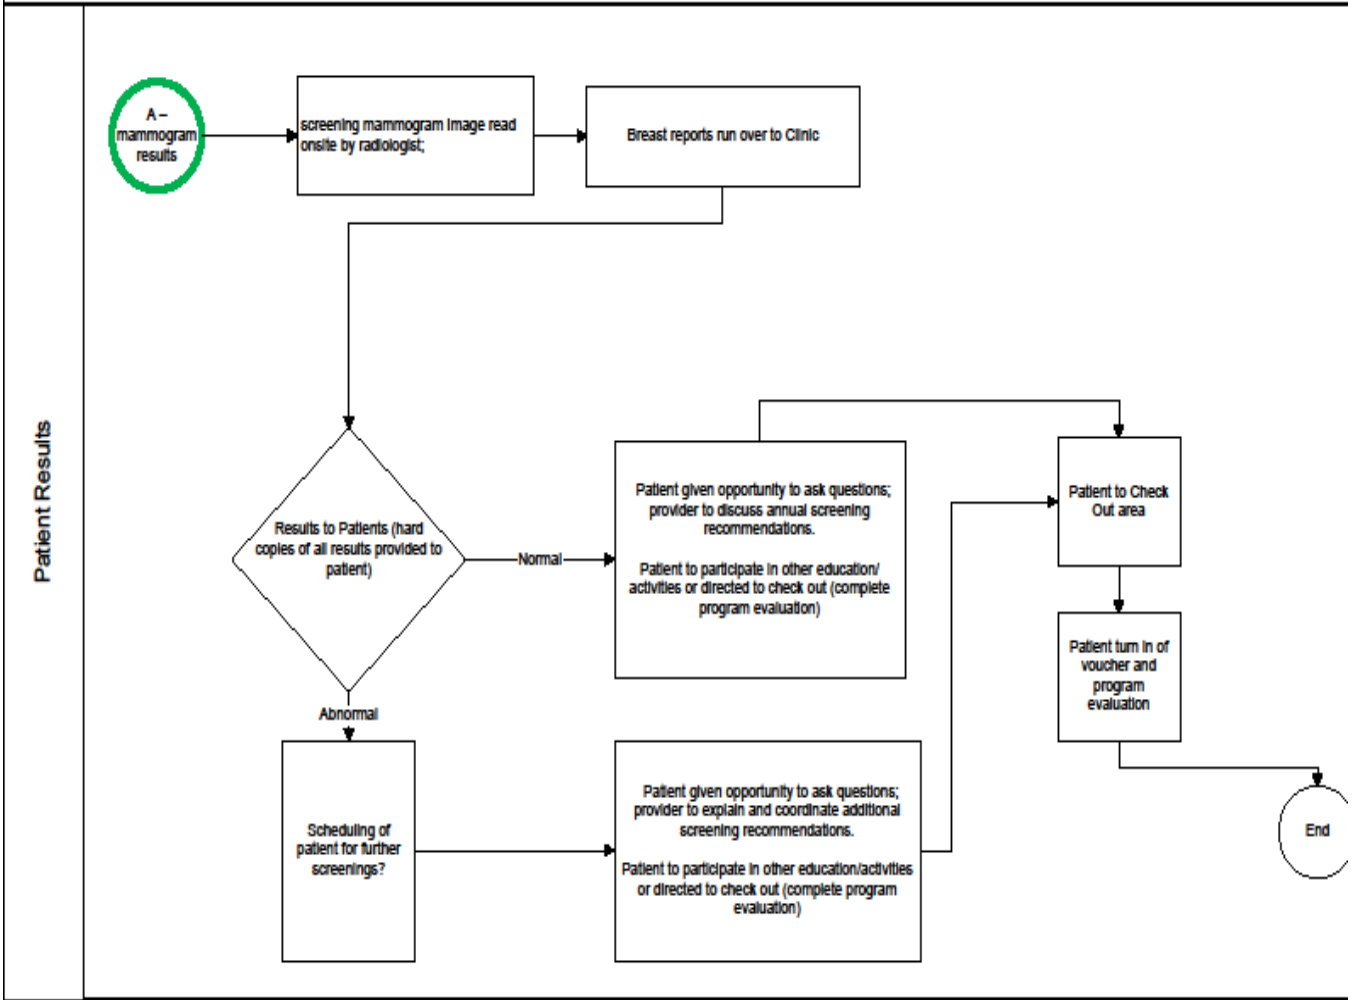 Patient Results
A –
mammogram
results
screening mammogram image read
onsite by radiologist;
Breast reports run over to Clinic
Results to Patients (hard
copies of all results provided to
patient)
Normal
Patient given opportunity to ask questions;
provider to discuss annual screening
recommendations.
Patient to participate in other education/
activities or directed to check out (complete
program evaluation)
Patient to Check
Out area
Patient turn in of
voucher and
program
evaluation
End
Abnormal
Scheduling of
patient for further
screenings?
Patient given opportunity to ask questions;
provider to explain and coordinate additional
screening recommendations.
Patient to participate in other education/activities
or directed to check out (complete program
evaluation)